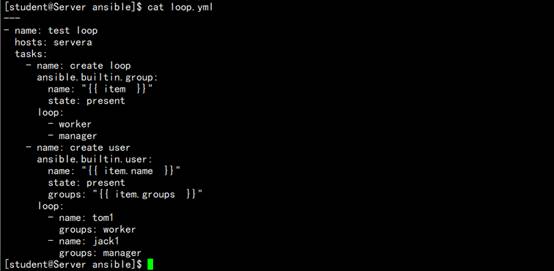 [student@Server ansible]$ cat loop.yml
---
- name: test loop
  hosts: servera
  tasks:
    - name: create loop
      ansible.builtin.group:
        name: "{{ item  }}"
        state: present
      loop:
        - worker
        - manager
    - name: create user
      ansible.builtin.user:
        name: "{{ item.name  }}"
        state: present
        groups: "{{ item.groups  }}"
      loop:
        - name: tom1
          groups: worker
        - name: jack1
          groups: manager
[student@Server ansible]$